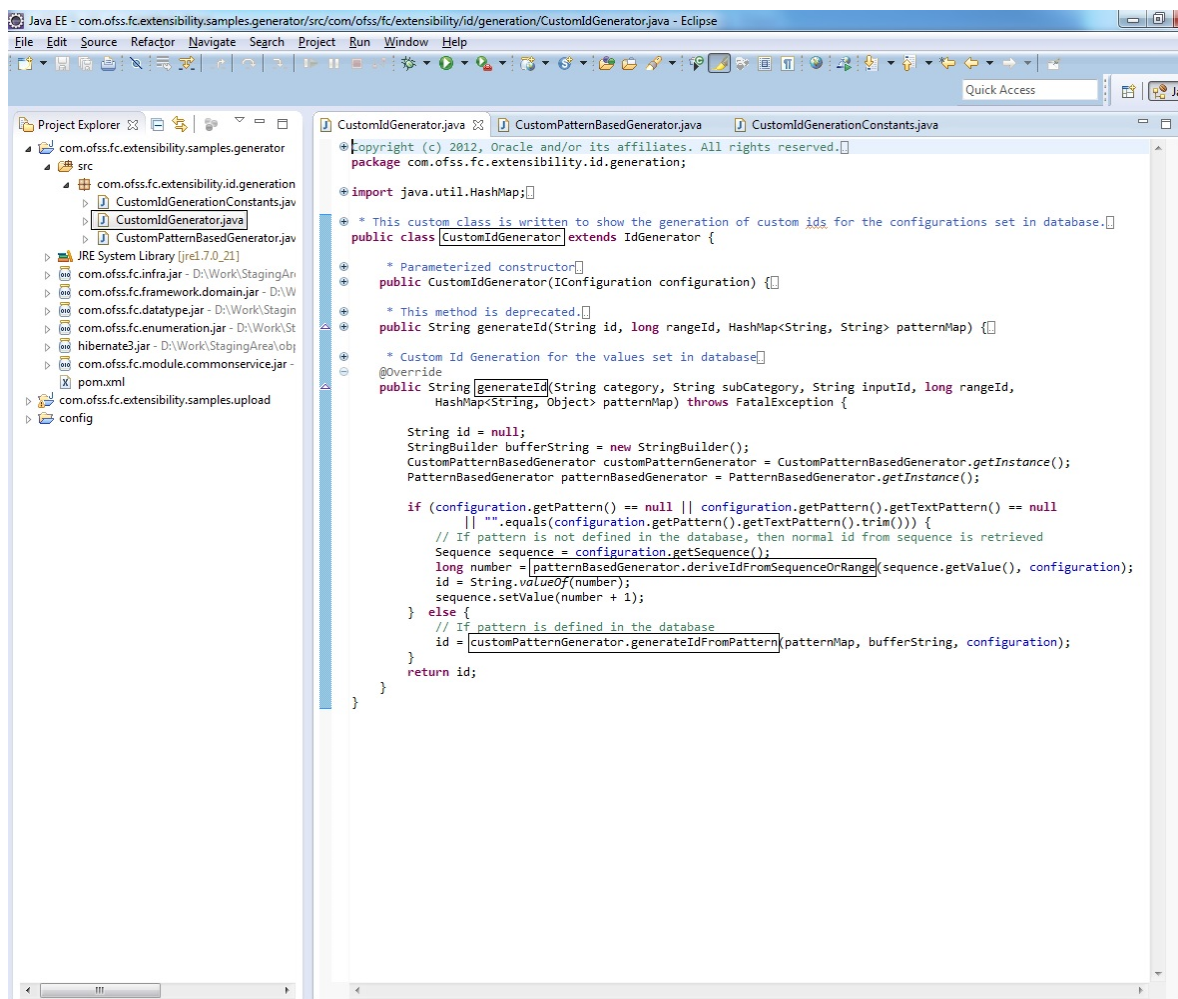 Java EE - com.ofss.fc.extensibility.samples.generator/src/com/ofss/fc/extensibility/id/generation/CustomIdGenerator.java - Eclipse
File Edit Source Refactor Navigate Search Project Run Window Help
Quick Access
Project Explorer
com.ofss.fc.extensibility.samples.generator
src
com.ofss.fc.extensibility.id.generation
CustomIdGenerationConstants.jav
CustomIdGenerator.java
CustomPatternBasedGenerator.jav
JRE System Library [jre1.7.0_21]
com.ofss.fc.infra.jar - D:\Work\StagingAre
com.ofss.fc.framework.domain.jar - D:\W
com.ofss.fc.datatype.jar - D:\Work\Stagin
com.ofss.fc.enumeration.jar - D:\Work\St
hibernate3.jar - D:\Work\StagingArea\obj
com.ofss.fc.module.commonservice.jar -
pom.xml
com.ofss.fc.extensibility.samples.upload
config
CustomIdGenerator.java CustomPatternBasedGenerator.java CustomIdGenerationConstants.java
Copyright (c) 2012, Oracle and/or its affiliates. All rights reserved.
package com.ofss.fc.extensibility.id.generation;
import java.util.HashMap;
* This custom class is written to show the generation of custom ids for the configurations set in database.
public class CustomIdGenerator extends IdGenerator {
* Parameterized constructor
public CustomIdGenerator(IConfiguration configuration) {
* This method is deprecated.
public String generateId(String id, long rangeId, HashMap<String, String> patternMap) {
* Custom Id Generation for the values set in database
@Override
public String generateId(String category, String subCategory, String inputId, long rangeId,
HashMap<String, Object> patternMap) throws FatalException {
String id = null;
StringBuilder bufferString = new StringBuilder();
CustomPatternBasedGenerator customPatternGenerator = CustomPatternBasedGenerator.getInstance();
PatternBasedGenerator patternBasedGenerator = PatternBasedGenerator.getInstance();
if (configuration.getPattern() == null || configuration.getPattern().getTextPattern() == null
|| "".equals(configuration.getPattern().getTextPattern().trim())) {
// If pattern is not defined in the database, then normal id from sequence is retrieved
Sequence sequence = configuration.getSequence();
long number = patternBasedGenerator.deriveIdFromSequenceOrRange(sequence.getValue(), configuration);
id = String.valueOf(number);
sequence.setValue(number + 1);
} else {
// If pattern is defined in the database
id = customPatternGenerator.generateIdFromPattern(patternMap, bufferString, configuration);
}
return id;
}
}